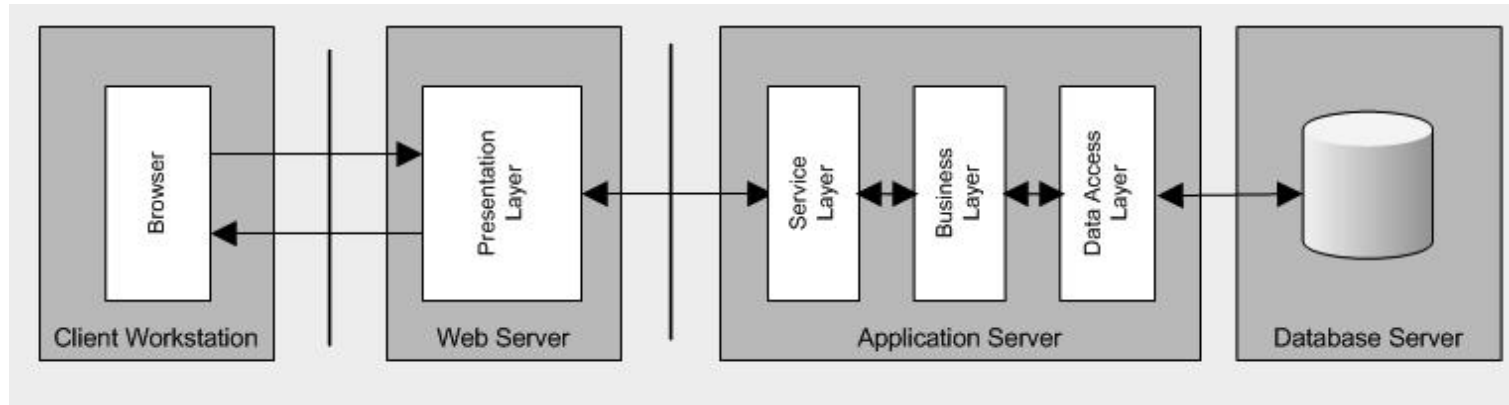 Browser
Client Workstation
Presentation
Layer
Web Server
Service
Layer
Business
Layer
Data Access
Layer
Application Server
Database Server